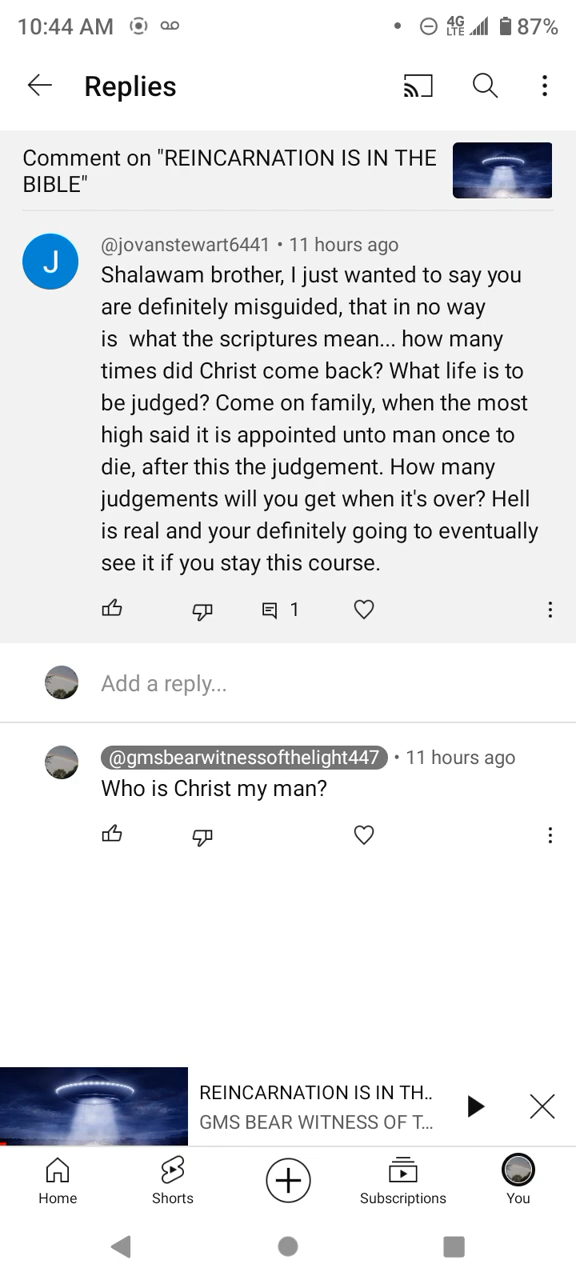 10:44 AM
4G LTE 87%
Replies
Comment on "REINCARNATION IS IN THE
BIBLE"
J
@jovanstewart6441 • 11 hours ago
Shalawam brother, I just wanted to say you
are definitely misguided, that in no way
is  what the scriptures mean... how many
times did Christ come back? What life is to
be judged? Come on family, when the most
high said it is appointed unto man once to
die, after this the judgement. How many
judgements will you get when it's over? Hell
is real and your definitely going to eventually
see it if you stay this course.
1
Add a reply...
@gmsbearwitnessofthelight447 • 11 hours ago
Who is Christ my man?
REINCARNATION IS IN TH..
GMS BEAR WITNESS OF T...
Home
Shorts
Subscriptions
You